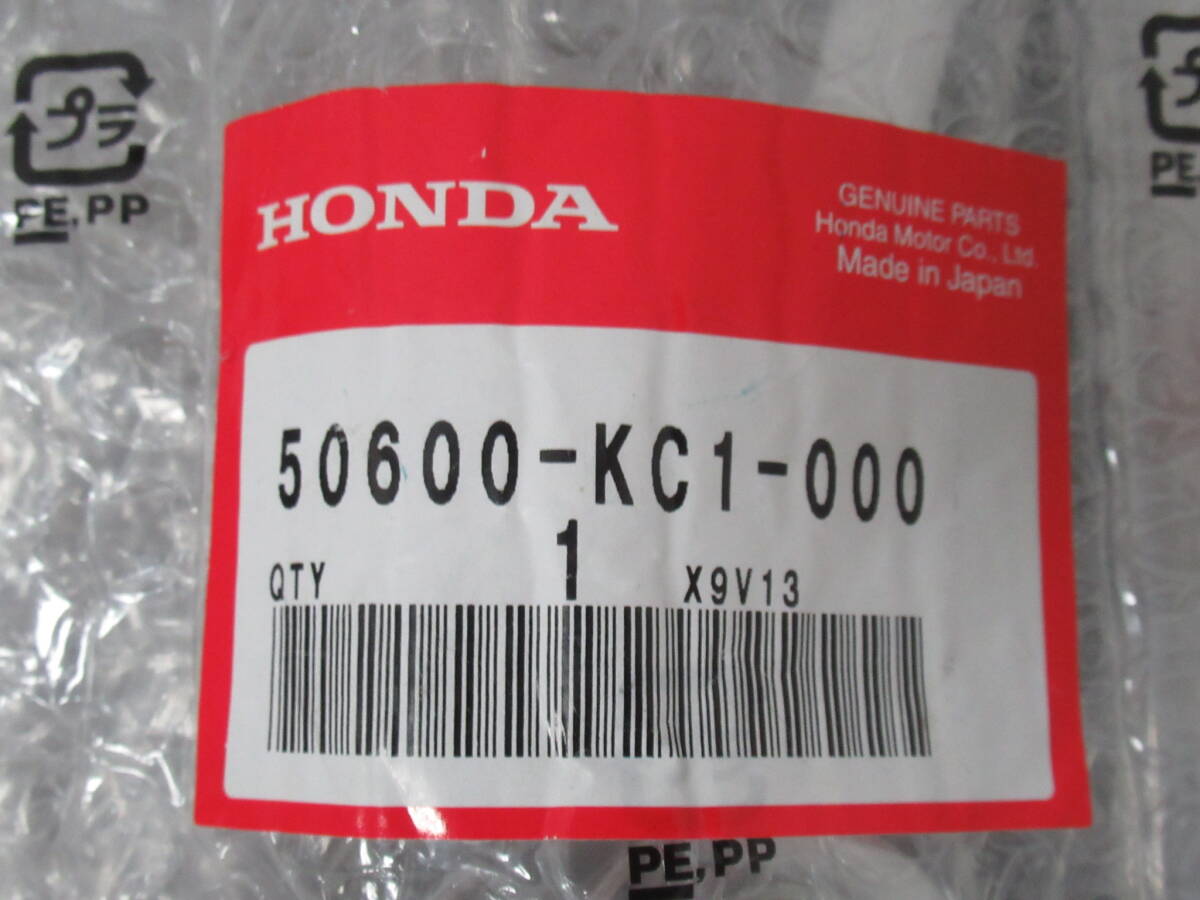 プラ
PE, PP
HONDA
GENUINE PARTS
Honda Motor Co., Ltd.
Made in Japan
50600-KC1-000
QTY 1 X9V13
PE, PP
PE